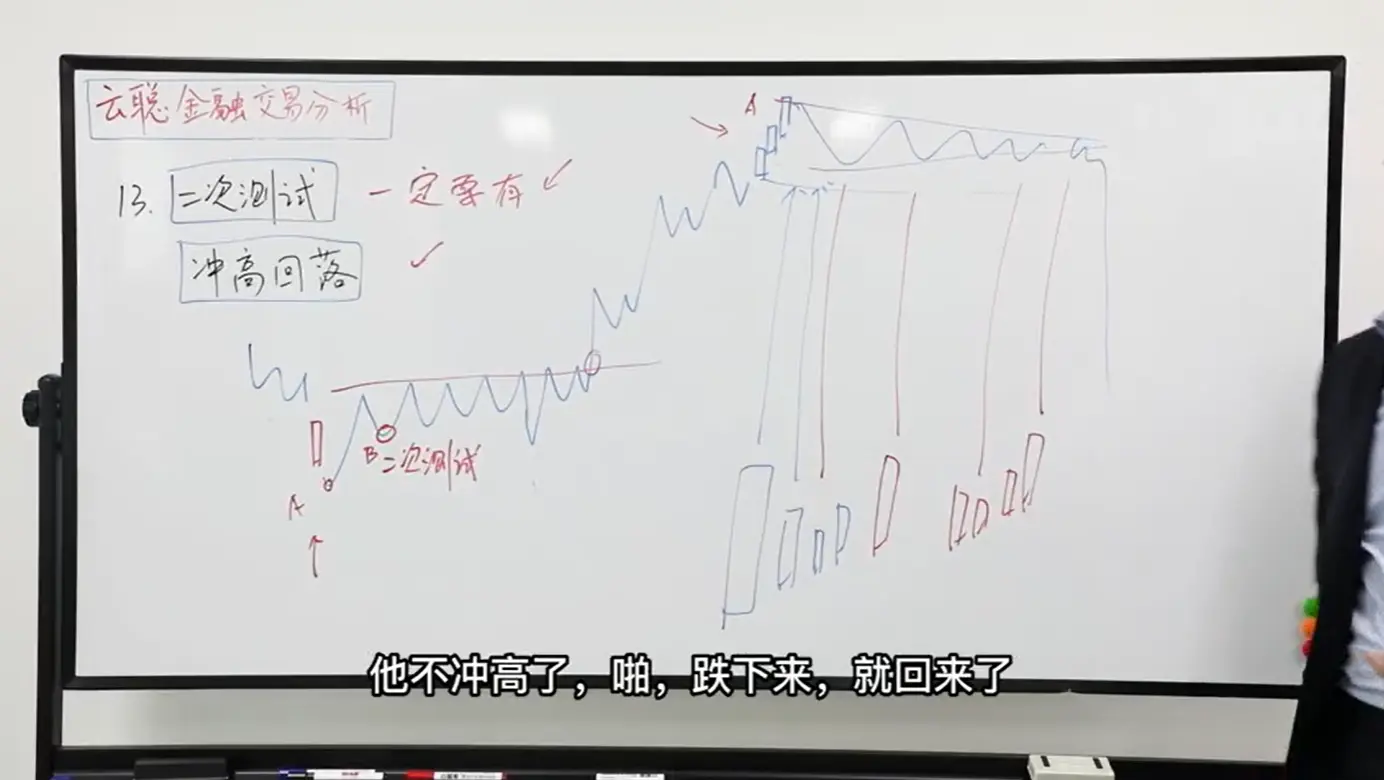 云聪金融交易分析
13. 二次测试 一定要有 ✓
冲高回落 ✓
A
B 二次测试
A
他不冲高了，啪，跌下来，就回来了